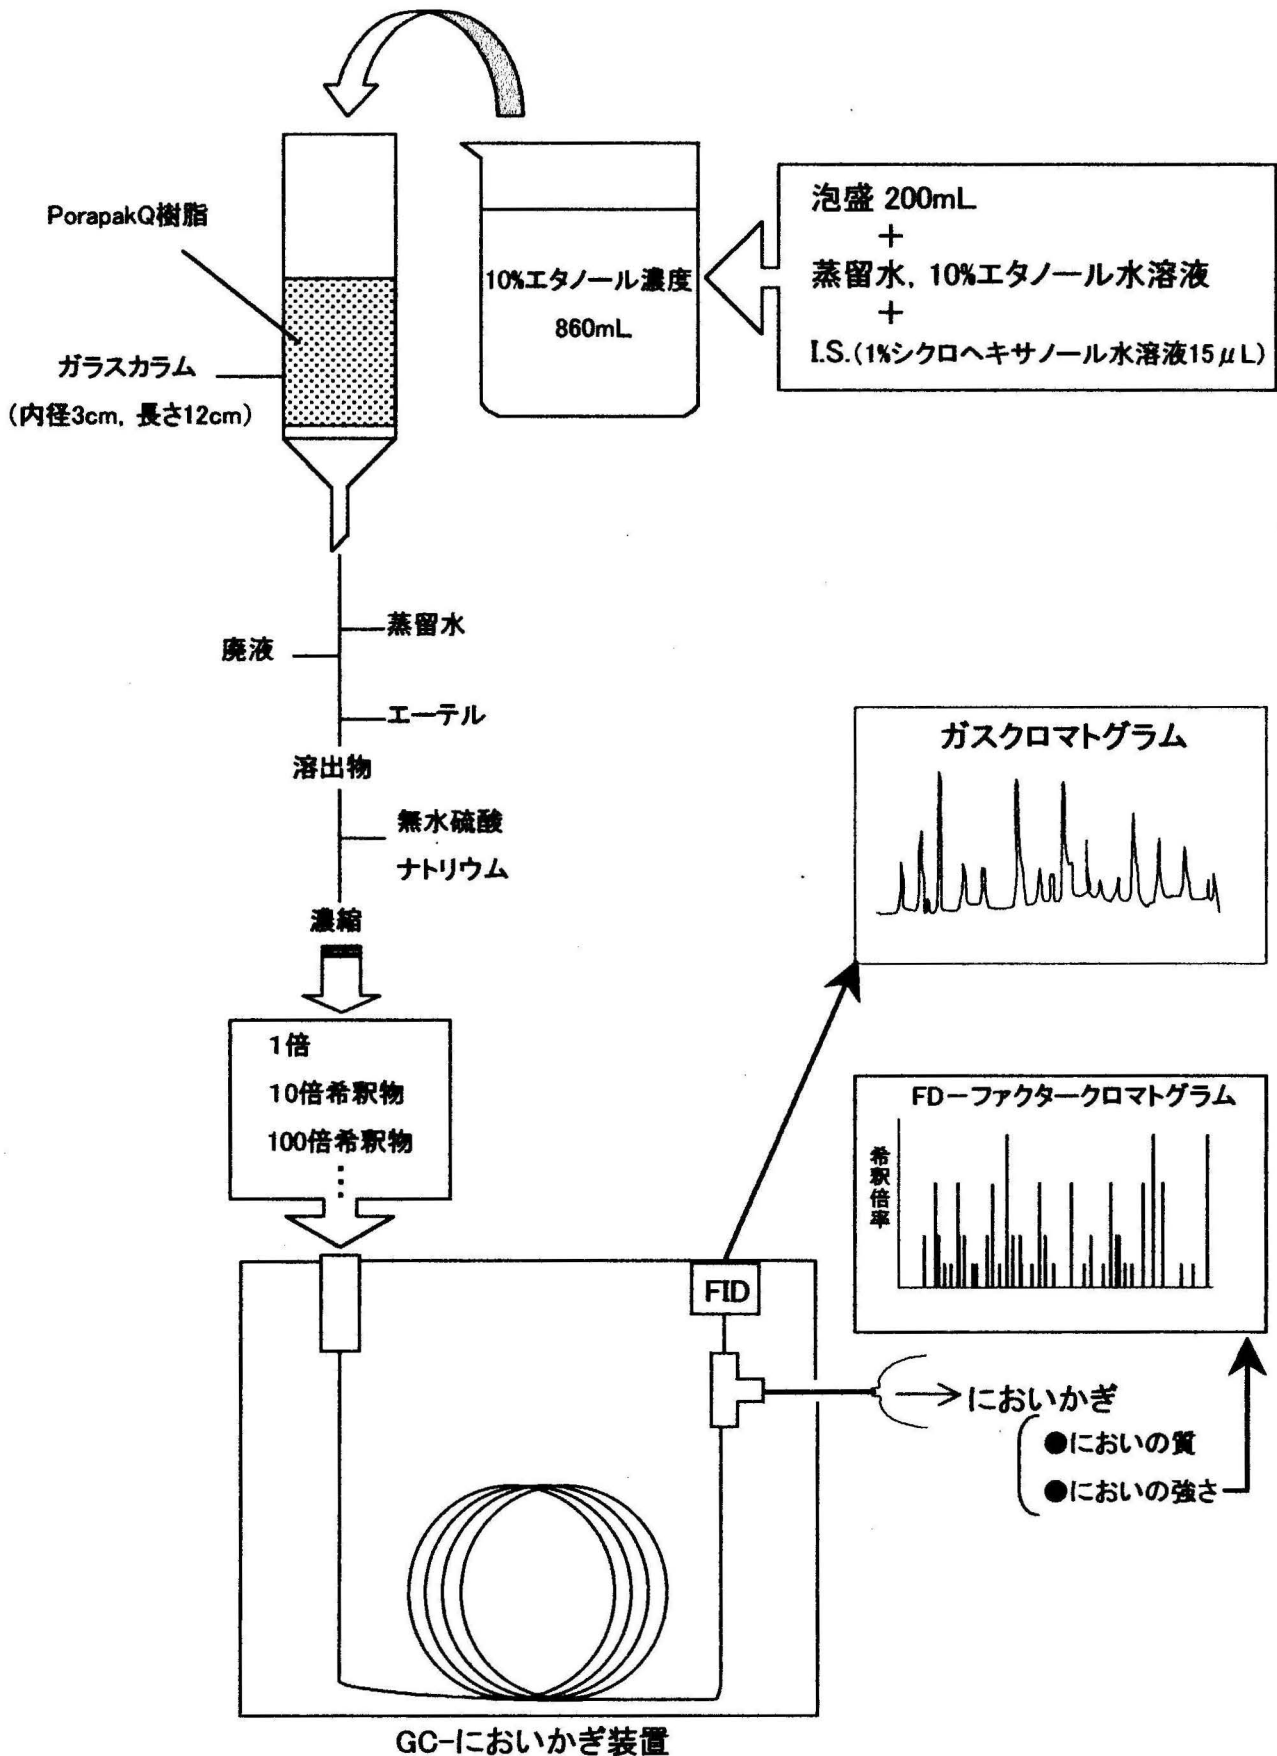 PorapakQ樹脂
ガラスカラム
(内径3cm, 長さ12cm)
10%エタノール濃度
860mL
泡盛 200mL
+
蒸留水, 10%エタノール水溶液
+
I.S.(1%シクロヘキサノール水溶液15μL)
蒸留水
廃液
エーテル
溶出物
無水硫酸
ナトリウム
濃縮
1倍
10倍希釈物
100倍希釈物
⋮
ガスクロマトグラム
FD-ファクタークロマトグラム
希釈倍率
FID
においかぎ
●においの質
●においの強さ
GC-においかぎ装置